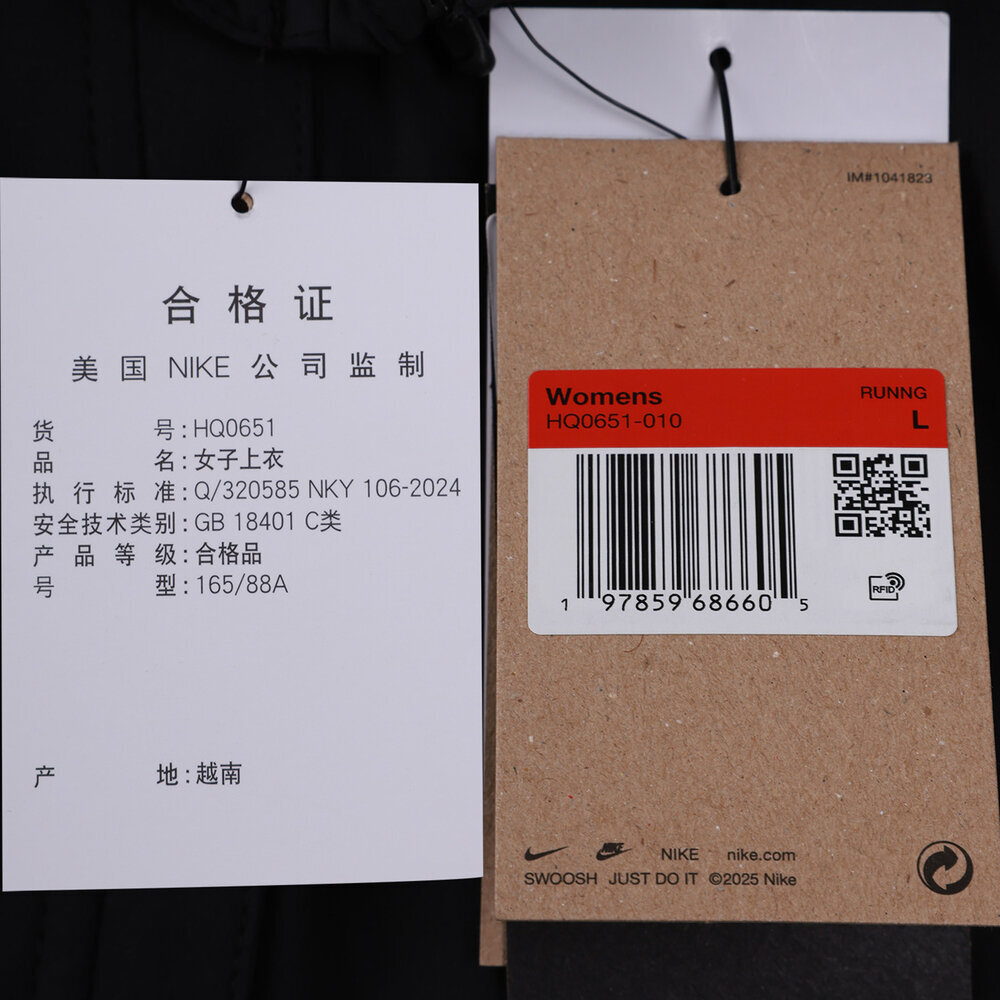 合格证
美国 NIKE 公司监制
货号:HQ0651
品名:女子上衣
执行标准:Q/320585 NKY 106-2024
安全技术类别:GB 18401 C类
产品等级:合格品
号型:165/88A
产地:越南
IM#1041823
Womens RUNNG
HQ0651-010 L
1 97859 68660 5
RFID
NIKE nike.com
SWOOSH JUST DO IT ©2025 Nike